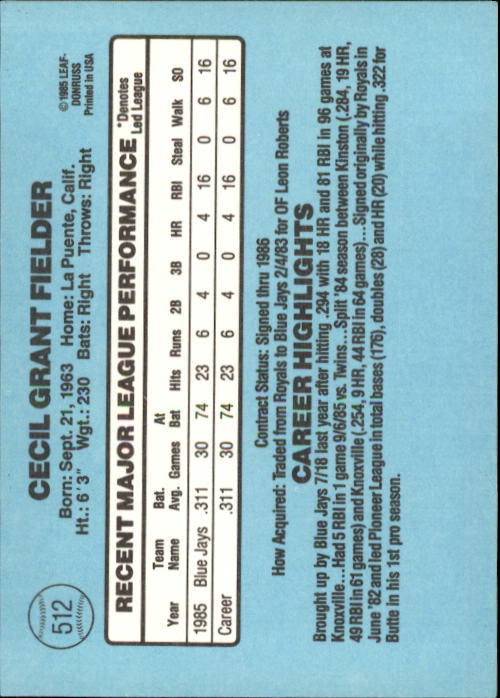 512
CECIL GRANT FIELDER
Born: Sept. 21, 1963 Home: La Puente, Calif.
Ht.: 6'3" Wgt.: 230 Bats: Right Throws: Right
© 1985 LEAF-
DONRUSS
Printed in USA
RECENT MAJOR LEAGUE PERFORMANCE
*Denotes
Led League
Year Team Name Bat. Avg. Games At Bat Hits Runs 2B 3B HR RBI Steal Walk SO
1985 Blue Jays .311 30 74 23 6 4 0 4 16 0 6 16
Career .311 30 74 23 6 4 0 4 16 0 6 16
Contract Status: Signed thru 1986
How Acquired: Traded from Royals to Blue Jays 2/4/83 for OF Leon Roberts
CAREER HIGHLIGHTS
Brought up by Blue Jays 7/18 last year after hitting .294 with 18 HR and 81 RBI in 96 games at
Knoxville...Had 5 RBI in 1 game 9/6/85 vs. Twins...Split '84 season between Kinston (.284, 19 HR,
49 RBI in 61 games) and Knoxville (.254, 9 HR, 44 RBI in 64 games)...Signed originally by Royals in
June '82 and led Pioneer League in total bases (176), doubles (28) and HR (20) while hitting .322 for
Butte in his 1st pro season.